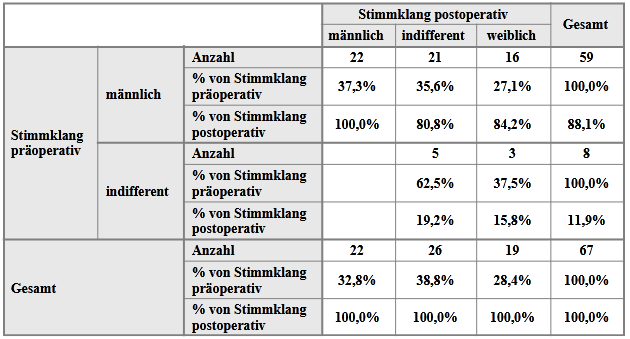 Stimmklang postoperativ Gesamt
männlich indifferent weiblich
Stimmklang präoperativ männlich Anzahl 22 21 16 59
% von Stimmklang präoperativ 37,3% 35,6% 27,1% 100,0%
% von Stimmklang postoperativ 100,0% 80,8% 84,2% 88,1%
indifferent Anzahl 5 3 8
% von Stimmklang präoperativ 62,5% 37,5% 100,0%
% von Stimmklang postoperativ 19,2% 15,8% 11,9%
Gesamt Anzahl 22 26 19 67
% von Stimmklang präoperativ 32,8% 38,8% 28,4% 100,0%
% von Stimmklang postoperativ 100,0% 100,0% 100,0% 100,0%